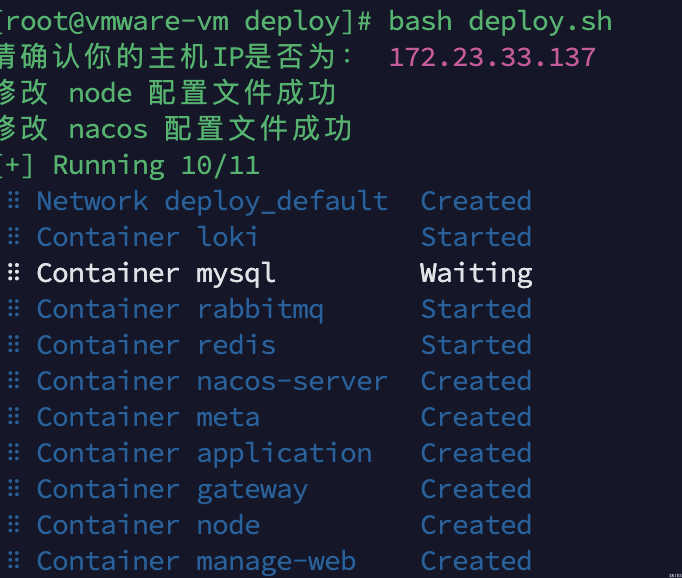 [root@vmware-vm deploy]# bash deploy.sh
请确认你的主机IP是否为： 172.23.33.137
修改 node 配置文件成功
修改 nacos 配置文件成功
[+] Running 10/11
⠿ Network deploy_default Created
⠿ Container loki Started
⠿ Container mysql Waiting
⠿ Container rabbitmq Started
⠿ Container redis Started
⠿ Container nacos-server Created
⠿ Container meta Created
⠿ Container application Created
⠿ Container gateway Created
⠿ Container node Created
⠿ Container manage-web Created